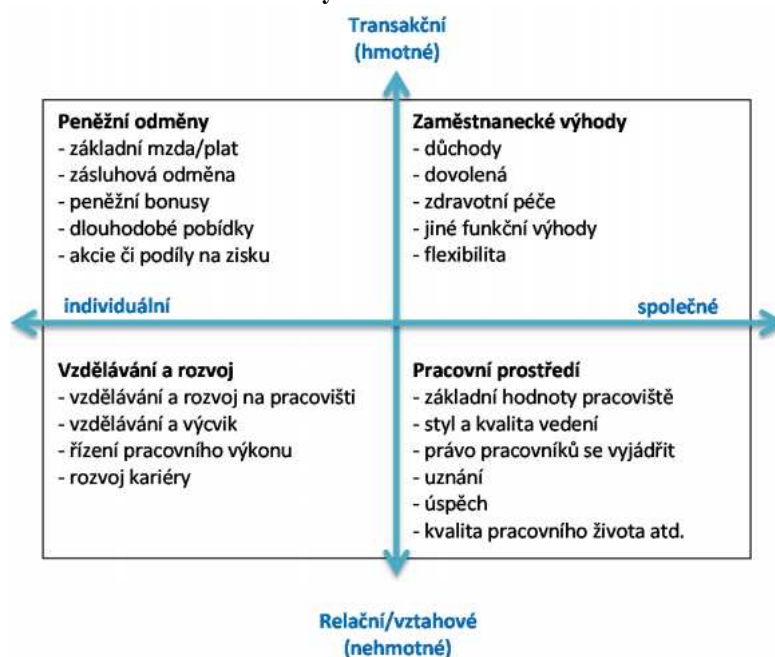 Transakční
(hmotné)
Peněžní odměny
- základní mzda/plat
- zásluhová odměna
- peněžní bonusy
- dlouhodobé pobídky
- akcie či podíly na zisku
Zaměstnanecké výhody
- důchody
- dovolená
- zdravotní péče
- jiné funkční výhody
- flexibilita
individuální
společné
Vzdělávání a rozvoj
- vzdělávání a rozvoj na pracovišti
- vzdělávání a výcvik
- řízení pracovního výkonu
- rozvoj kariéry
Pracovní prostředí
- základní hodnoty pracoviště
- styl a kvalita vedení
- právo pracovníků se vyjádřit
- uznání
- úspěch
- kvalita pracovního života atd.
Relační/vztahové
(nehmotné)